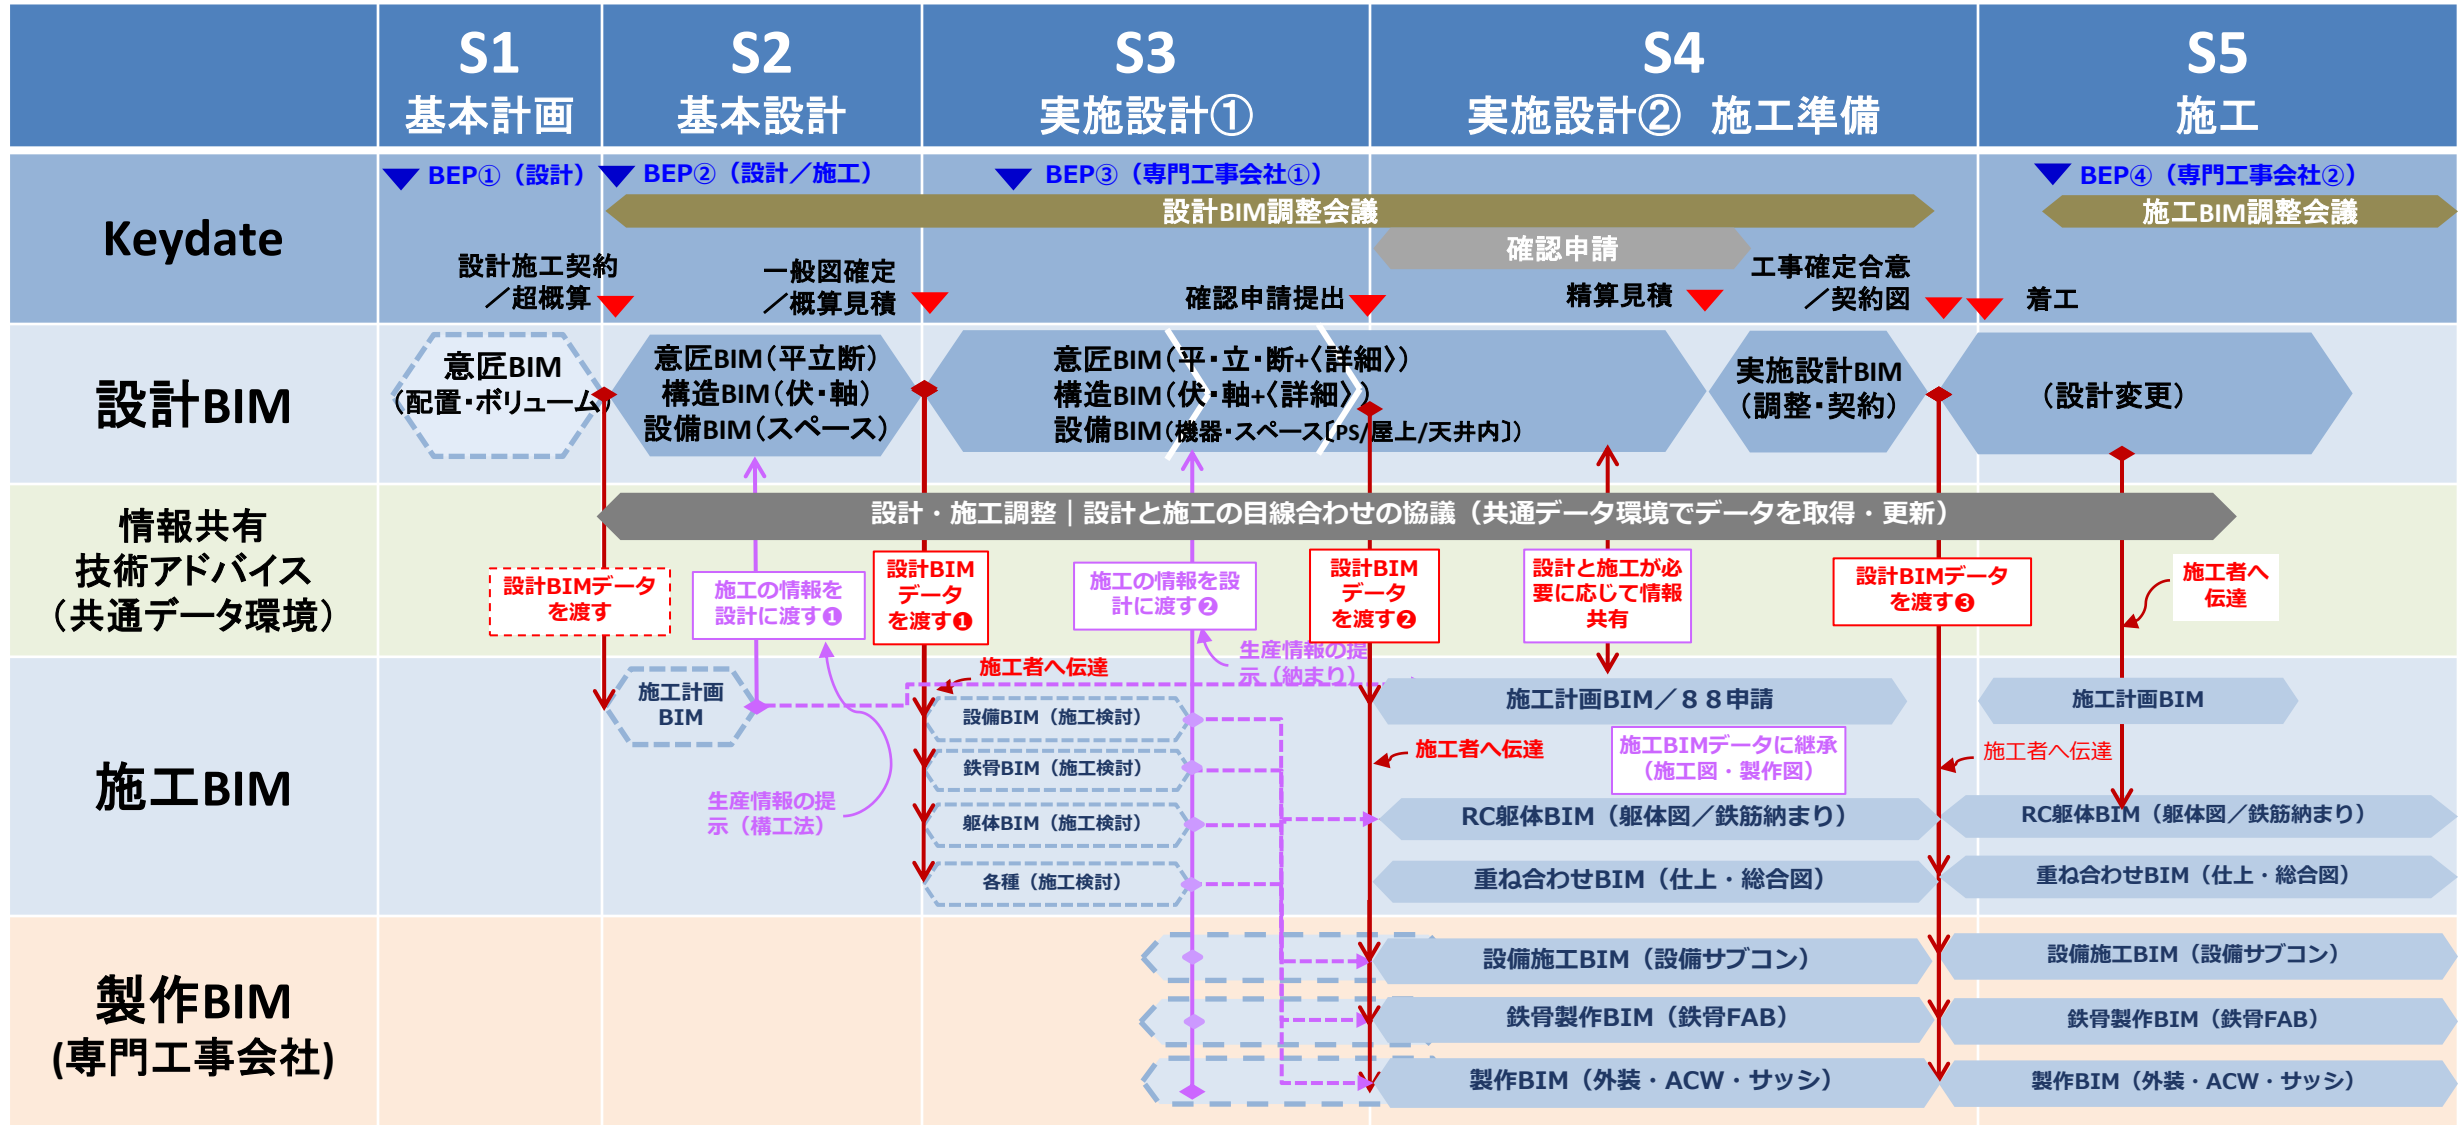 S1
基本計画
S2
基本設計
S3
実施設計①
S4
実施設計② 施工準備
S5
施工
Keydate
BEP①（設計）
BEP②（設計／施工）
BEP③（専門工事会社①）
BEP④（専門工事会社②）
設計BIM調整会議
施工BIM調整会議
確認申請
設計施工契約
／超概算
一般図確定
／概算見積
確認申請提出
精算見積
工事確定合意
／契約図
着工
設計BIM
意匠BIM
（配置・ボリューム）
意匠BIM（平立断）
構造BIM（伏・軸）
設備BIM（スペース）
意匠BIM（平・立・断+〈詳細〉）
構造BIM（伏・軸+〈詳細〉）
設備BIM（機器・スペース〔PS/屋上/天井内〕）
実施設計BIM
（調整・契約）
（設計変更）
情報共有
技術アドバイス
（共通データ環境）
設計・施工調整｜設計と施工の目線合わせの協議（共通データ環境でデータを取得・更新）
設計BIMデータ
を渡す
施工の情報を
設計に渡す❶
設計BIM
データ
を渡す❶
施工の情報を設
計に渡す❷
設計BIM
データ
を渡す❷
設計と施工が必
要に応じて情報
共有
設計BIMデータ
を渡す❸
施工者へ
伝達
生産情報の提
示（納まり）
施工BIM
施工計画
BIM
施工者へ伝達
設備BIM（施工検討）
鉄骨BIM（施工検討）
躯体BIM（施工検討）
各種（施工検討）
生産情報の提
示（構工法）
施工計画BIM／８８申請
施工者へ伝達
施工BIMデータに継承
（施工図・製作図）
RC躯体BIM（躯体図／鉄筋納まり）
重ね合わせBIM（仕上・総合図）
施工計画BIM
施工者へ伝達
RC躯体BIM（躯体図／鉄筋納まり）
重ね合わせBIM（仕上・総合図）
製作BIM
(専門工事会社)
設備施工BIM（設備サブコン）
鉄骨製作BIM（鉄骨FAB）
製作BIM（外装・ACW・サッシ）
設備施工BIM（設備サブコン）
鉄骨製作BIM（鉄骨FAB）
製作BIM（外装・ACW・サッシ）